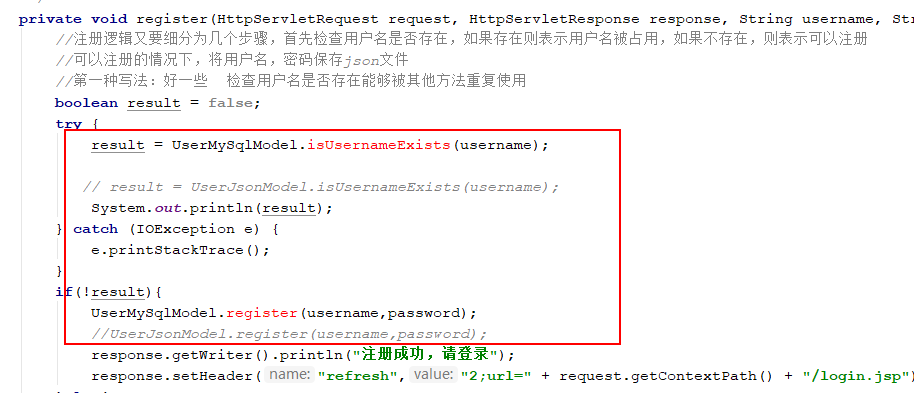 private void register(HttpServletRequest request, HttpServletResponse response, String username, St
//注册逻辑又要细分为几个步骤，首先检查用户名是否存在，如果存在则表示用户名被占用，如果不存在，则表示可以注册
//可以注册的情况下，将用户名，密码保存json文件
//第一种写法：好一些  检查用户名是否存在能够被其他方法重复使用
boolean result = false;
try {
result = UserMySqlModel.isUsernameExists(username);
// result = UserJsonModel.isUsernameExists(username);
System.out.println(result);
} catch (IOException e) {
e.printStackTrace();
}
if(!result){
UserMySqlModel.register(username,password);
//UserJsonModel.register(username,password);
response.getWriter().println("注册成功，请登录");
response.setHeader( name: "refresh", value: "2;url=" + request.getContextPath() + "/login.jsp")